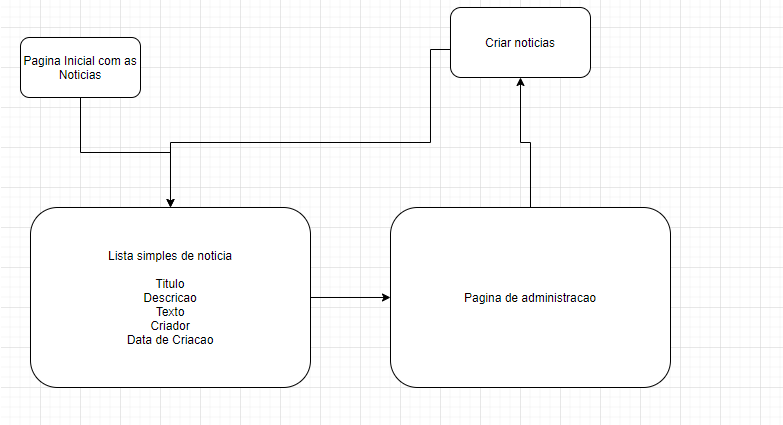 Pagina Inicial com as
Noticias
Criar noticias
Lista simples de noticia
Titulo
Descricao
Texto
Criador
Data de Criacao
Pagina de administracao